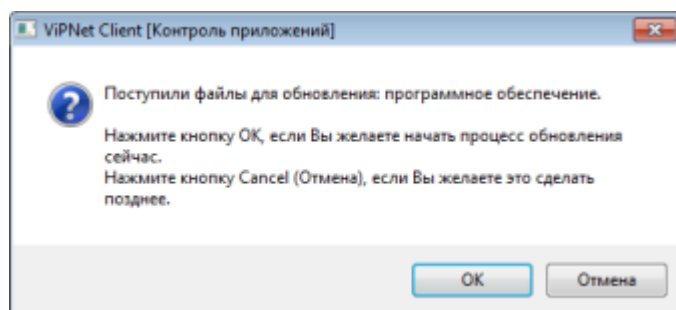 ViPNet Client [Контроль приложений]
Поступили файлы для обновления: программное обеспечение.
Нажмите кнопку ОК, если Вы желаете начать процесс обновления
сейчас.
Нажмите кнопку Cancel (Отмена), если Вы желаете это сделать
позднее.
ОК
Отмена